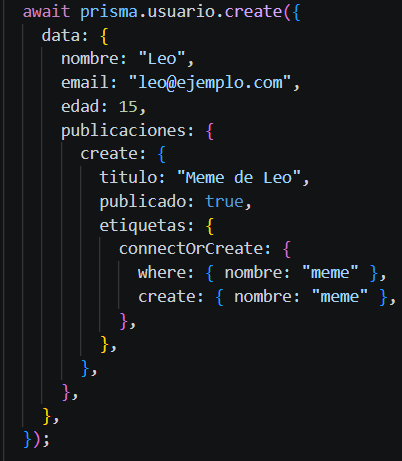 await prisma.usuario.create({
  data: {
    nombre: "Leo",
    email: "leo@ejemplo.com",
    edad: 15,
    publicaciones: {
      create: {
        titulo: "Meme de Leo",
        publicado: true,
        etiquetas: {
          connectOrCreate: {
            where: { nombre: "meme" },
            create: { nombre: "meme" },
          },
        },
      },
    },
  },
});